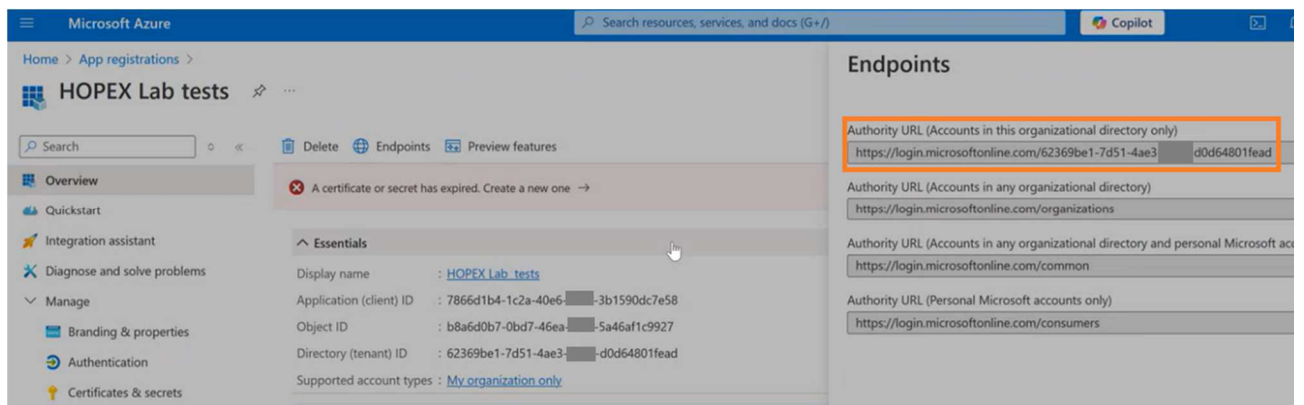 Microsoft Azure
Search resources, services, and docs (G+/)
Copilot
Home > App registrations >
HOPEX Lab tests
Search
Overview
Quickstart
Integration assistant
Diagnose and solve problems
Manage
Branding & properties
Authentication
Certificates & secrets
Delete
Endpoints
Preview features
A certificate or secret has expired. Create a new one →
Essentials
Display name : HOPEX Lab tests
Application (client) ID : 7866d1b4-1c2a-40e6- -3b1590dc7e58
Object ID : b8a6d0b7-0bd7-46ea- -5a46af1c9927
Directory (tenant) ID : 62369be1-7d51-4ae3- -d0d64801fead
Supported account types : My organization only
Endpoints
Authority URL (Accounts in this organizational directory only)
https://login.microsoftonline.com/62369be1-7d51-4ae3 d0d64801fead
Authority URL (Accounts in any organizational directory)
https://login.microsoftonline.com/organizations
Authority URL (Accounts in any organizational directory and personal Microsoft acc
https://login.microsoftonline.com/common
Authority URL (Personal Microsoft accounts only)
https://login.microsoftonline.com/consumers